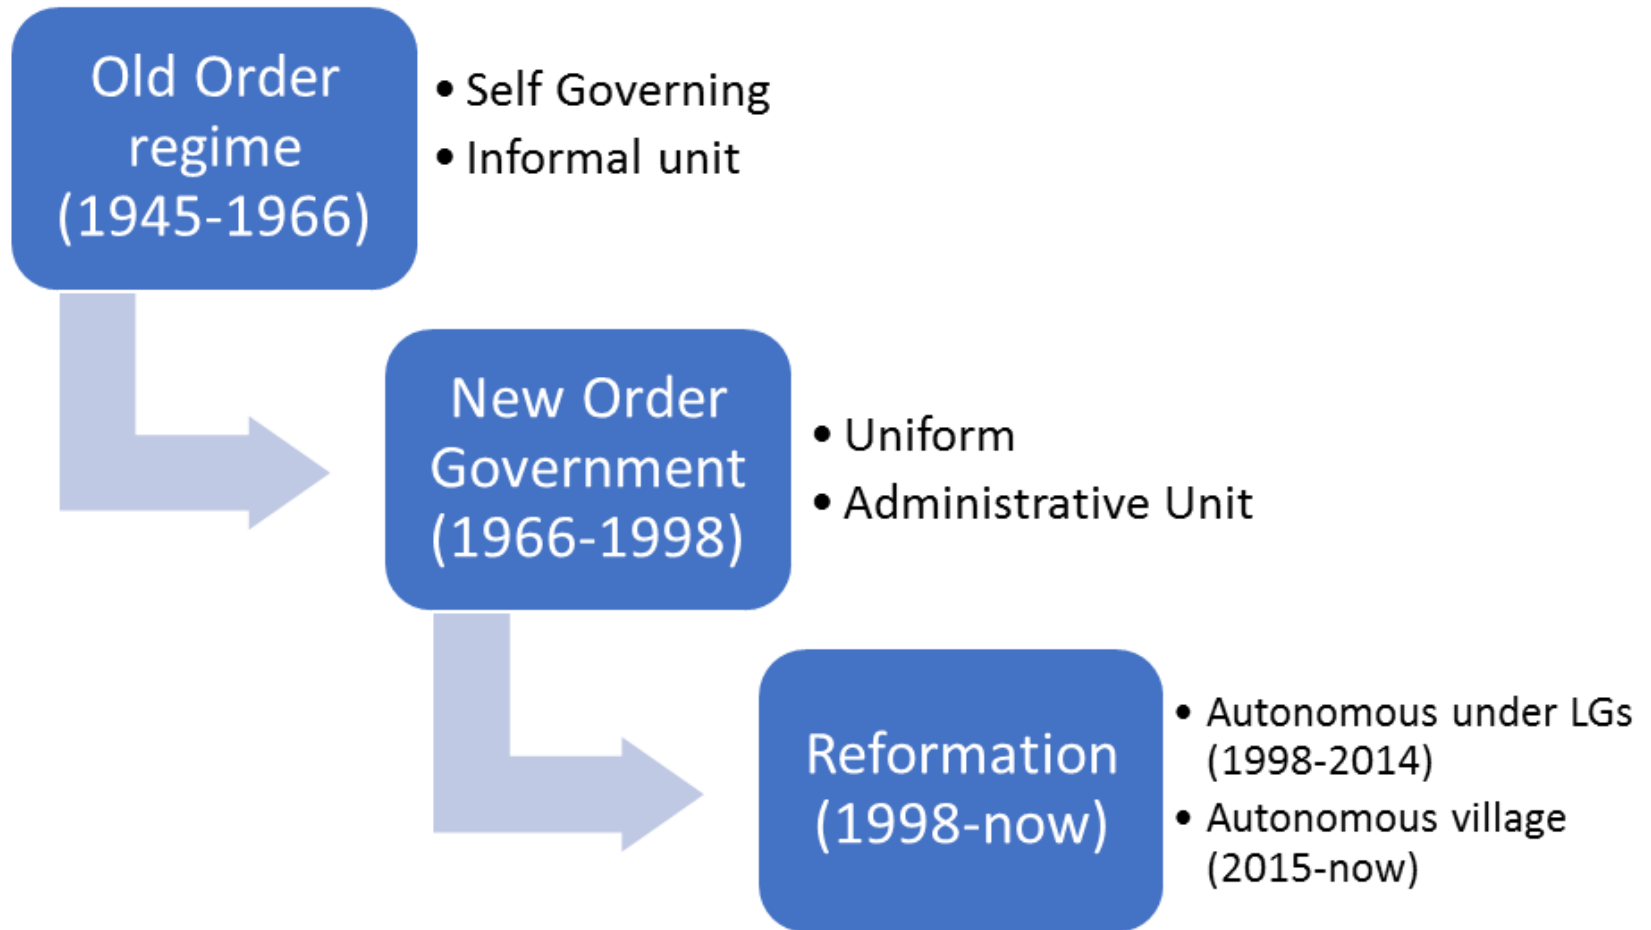 Old Order
regime
(1945-1966)
• Self Governing
• Informal unit
New Order
Government
(1966-1998)
• Uniform
• Administrative Unit
Reformation
(1998-now)
• Autonomous under LGs
(1998-2014)
• Autonomous village
(2015-now)